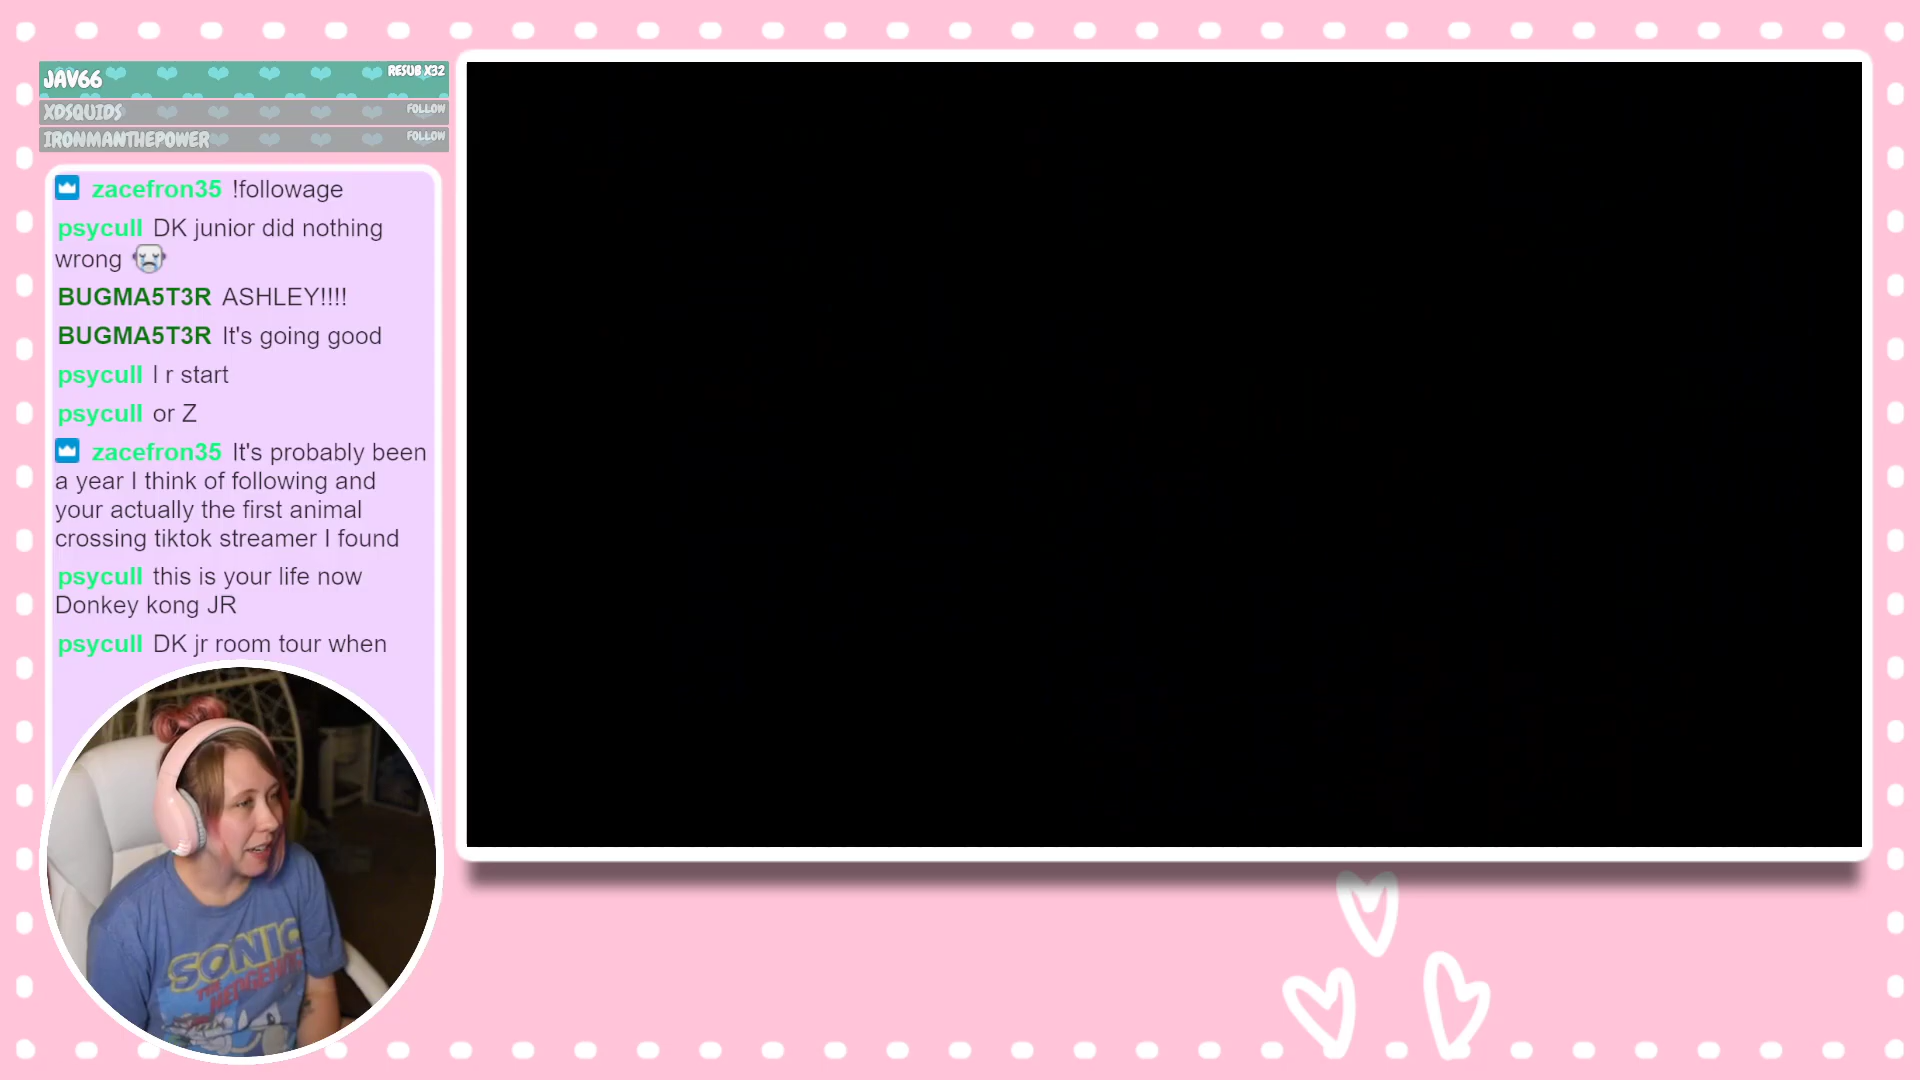 JAV66 RESUB X32
XDSQUIDS FOLLOW
IRONMANTHEPOWER FOLLOW
zacefron35 !followage
psycull DK junior did nothing
wrong
BUGMA5T3R ASHLEY!!!!
BUGMA5T3R It's going good
psycull l r start
psycull or Z
zacefron35 It's probably been
a year I think of following and
your actually the first animal
crossing tiktok streamer I found
psycull this is your life now
Donkey kong JR
psycull DK jr room tour when
SONIC
THE
HEDGEHOG